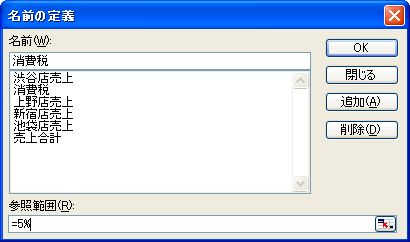 名前の定義
名前(W):
OK
消費税
閉じる
渋谷店売上
消費税
追加(A)
上野店売上
新宿店売上
削除(D)
池袋店売上
売上合計
参照範囲(R):
=5%